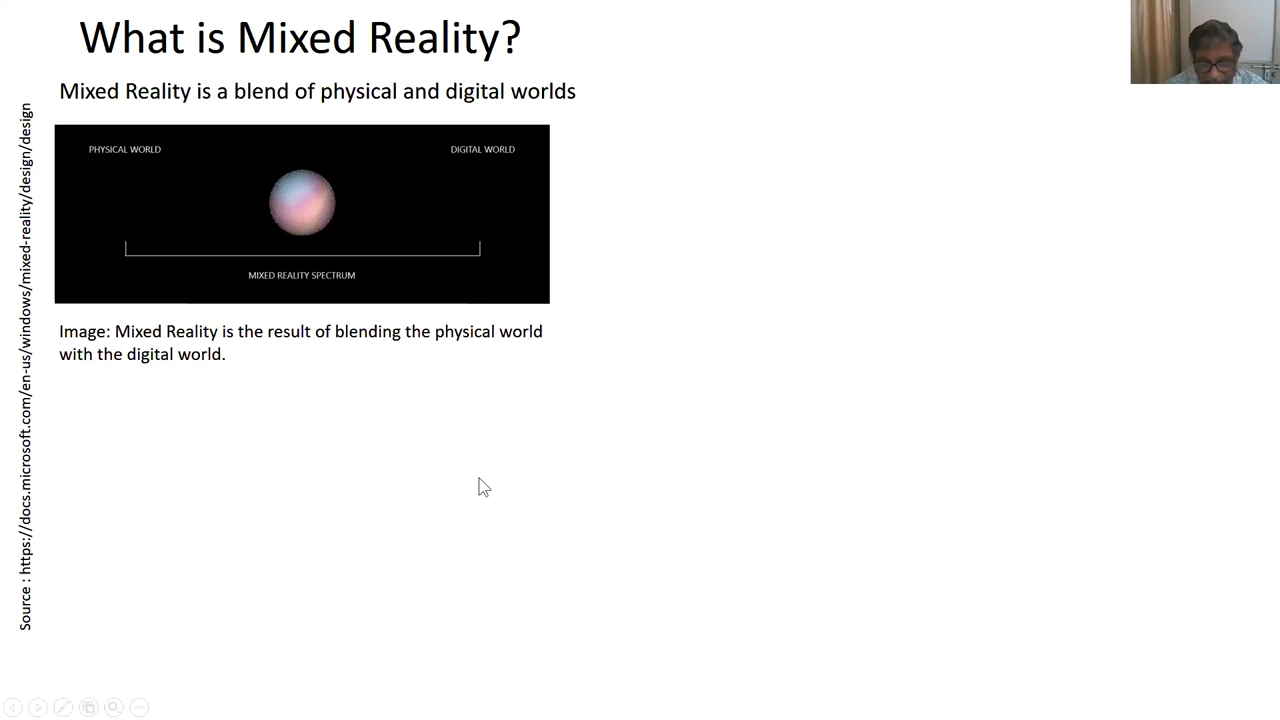 What is Mixed Reality?
Mixed Reality is a blend of physical and digital worlds
PHYSICAL WORLD
DIGITAL WORLD
MIXED REALITY SPECTRUM
Image: Mixed Reality is the result of blending the physical world
with the digital world.
Source : https://docs.microsoft.com/en-us/windows/mixed-reality/design/design